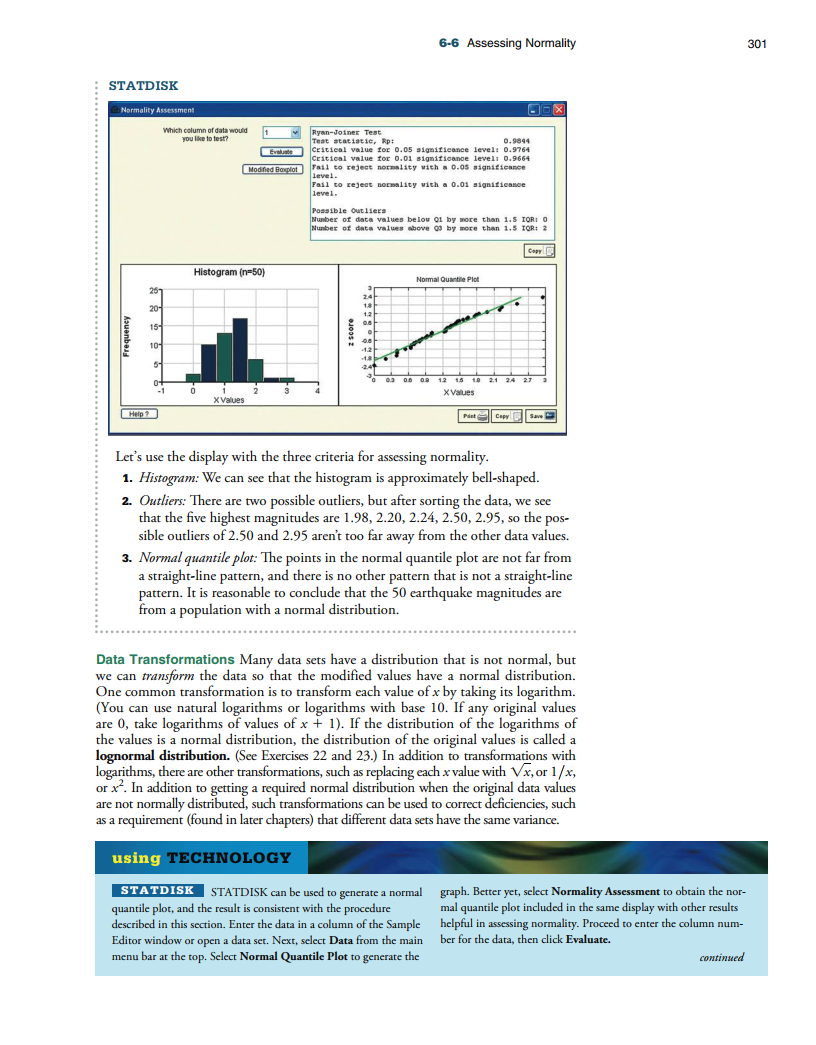 6-6 Assessing Normality 301
STATDISK
Normality Assessment
Which column of data would
you like to test?
1
Evaluate
Modified Boxplot
Ryan-Joiner Test
Test statistic, Rp: 0.9844
Critical value for 0.05 significance level: 0.9764
Critical value for 0.01 significance level: 0.9664
Fail to reject normality with a 0.05 significance
level.
Fail to reject normality with a 0.01 significance
level.
Possible Outliers
Number of data values below Q1 by more than 1.5 IQR: 0
Number of data values above Q3 by more than 1.5 IQR: 2
Copy
Histogram (n=50)
Frequency
25
20
15
10
5
0
-1 0 1 2 3 4
X Values
Normal Quantile Plot
z score
3
2.4
1.8
1.2
0.6
0
-0.6
-1.2
-1.8
-2.4
-3
0 0.3 0.6 0.9 1.2 1.5 1.8 2.1 2.4 2.7 3
X Values
Help ?
Print Copy Save
Let's use the display with the three criteria for assessing normality.
1. Histogram: We can see that the histogram is approximately bell-shaped.
2. Outliers: There are two possible outliers, but after sorting the data, we see
that the five highest magnitudes are 1.98, 2.20, 2.24, 2.50, 2.95, so the pos-
sible outliers of 2.50 and 2.95 aren't too far away from the other data values.
3. Normal quantile plot: The points in the normal quantile plot are not far from
a straight-line pattern, and there is no other pattern that is not a straight-line
pattern. It is reasonable to conclude that the 50 earthquake magnitudes are
from a population with a normal distribution.
Data Transformations Many data sets have a distribution that is not normal, but
we can transform the data so that the modified values have a normal distribution.
One common transformation is to transform each value of x by taking its logarithm.
(You can use natural logarithms or logarithms with base 10. If any original values
are 0, take logarithms of values of x + 1). If the distribution of the logarithms of
the values is a normal distribution, the distribution of the original values is called a
lognormal distribution. (See Exercises 22 and 23.) In addition to transformations with
logarithms, there are other transformations, such as replacing each x value with √x, or 1/x,
or x². In addition to getting a required normal distribution when the original data values
are not normally distributed, such transformations can be used to correct deficiencies, such
as a requirement (found in later chapters) that different data sets have the same variance.
using TECHNOLOGY
STATDISK STATDISK can be used to generate a normal
quantile plot, and the result is consistent with the procedure
described in this section. Enter the data in a column of the Sample
Editor window or open a data set. Next, select Data from the main
menu bar at the top. Select Normal Quantile Plot to generate the
graph. Better yet, select Normality Assessment to obtain the nor-
mal quantile plot included in the same display with other results
helpful in assessing normality. Proceed to enter the column num-
ber for the data, then click Evaluate.
continued